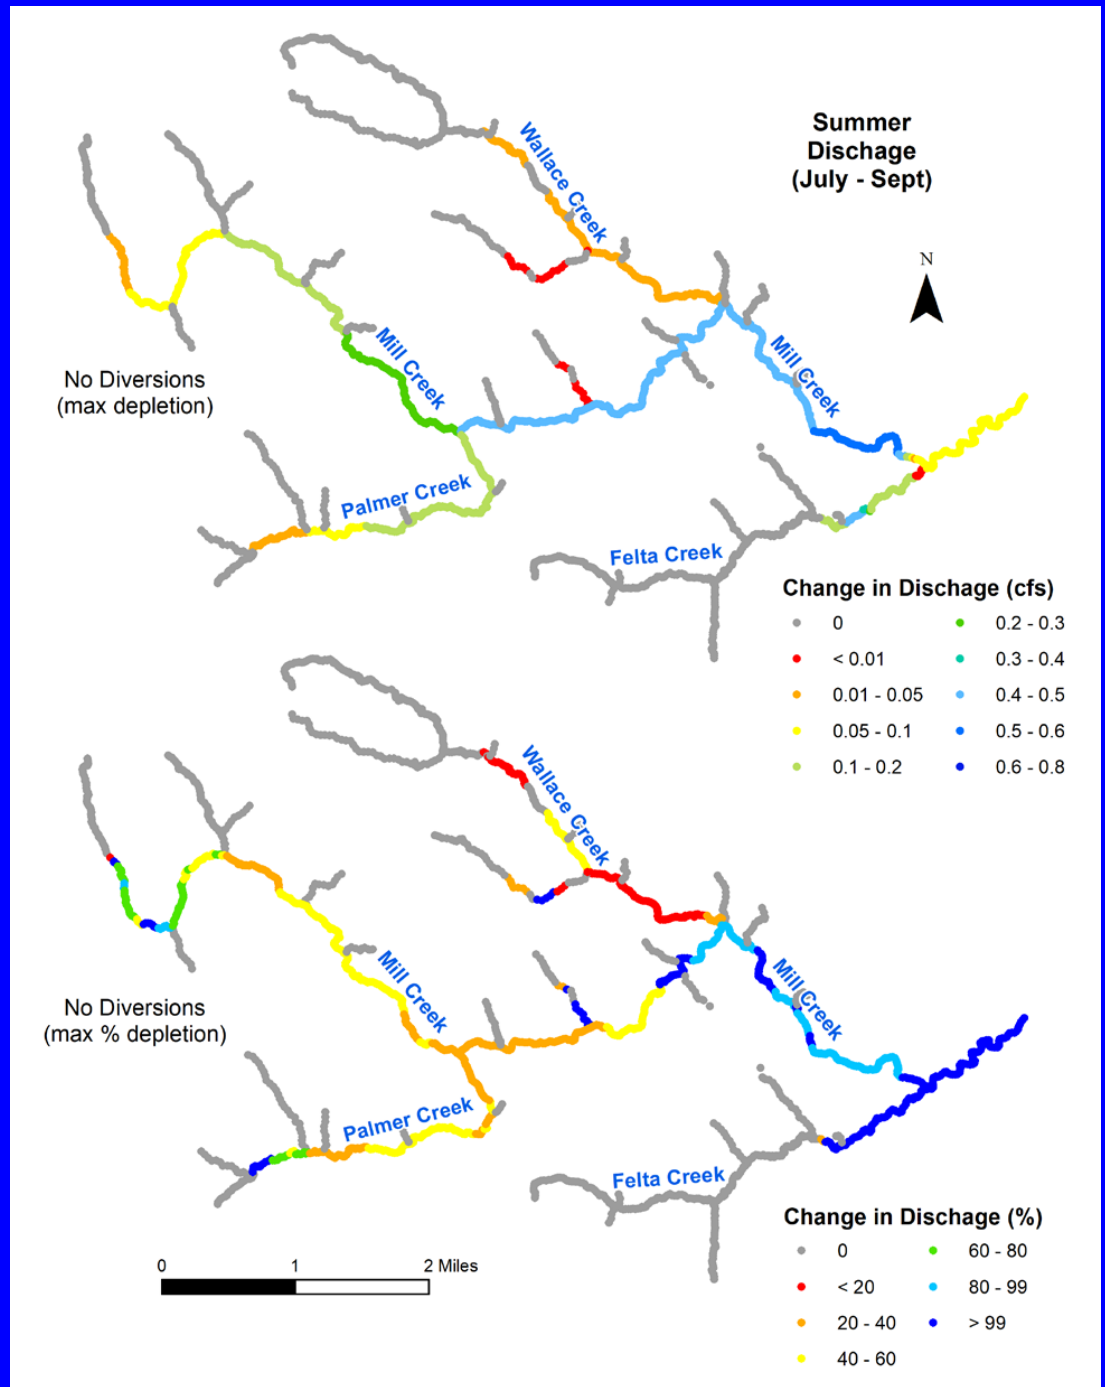 Summer
Dischage
(July - Sept)
N
Wallace Creek
Mill Creek
Mill Creek
No Diversions
(max depletion)
Palmer Creek
Felta Creek
Change in Dischage (cfs)
0
< 0.01
0.01 - 0.05
0.05 - 0.1
0.1 - 0.2
0.2 - 0.3
0.3 - 0.4
0.4 - 0.5
0.5 - 0.6
0.6 - 0.8
Wallace Creek
Mill Creek
Mill Creek
No Diversions
(max % depletion)
Palmer Creek
Felta Creek
Change in Dischage (%)
0
< 20
20 - 40
40 - 60
60 - 80
80 - 99
> 99
0 1 2 Miles